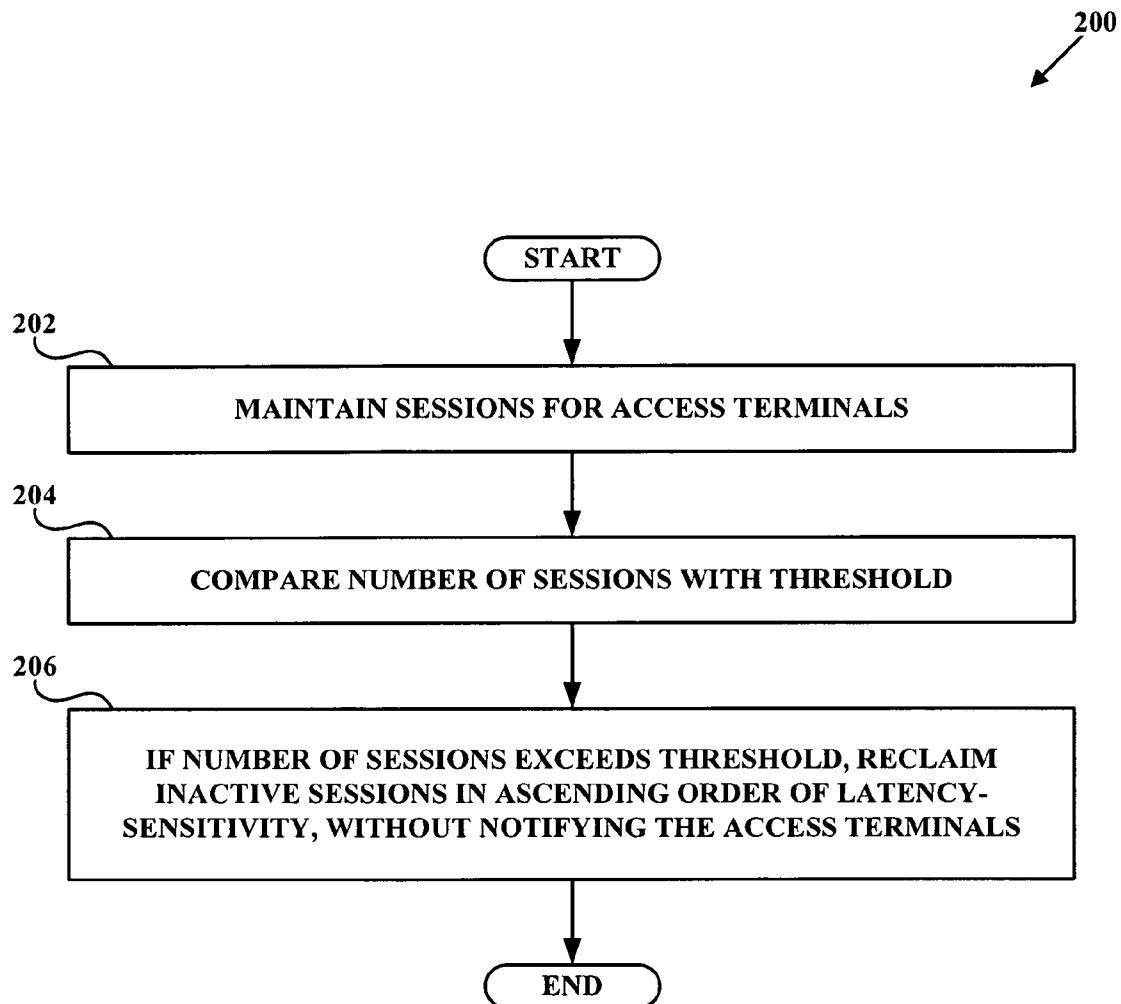 200
START
202
MAINTAIN SESSIONS FOR ACCESS TERMINALS
204
COMPARE NUMBER OF SESSIONS WITH THRESHOLD
206
IF NUMBER OF SESSIONS EXCEEDS THRESHOLD, RECLAIM
INACTIVE SESSIONS IN ASCENDING ORDER OF LATENCY-
SENSITIVITY, WITHOUT NOTIFYING THE ACCESS TERMINALS
END